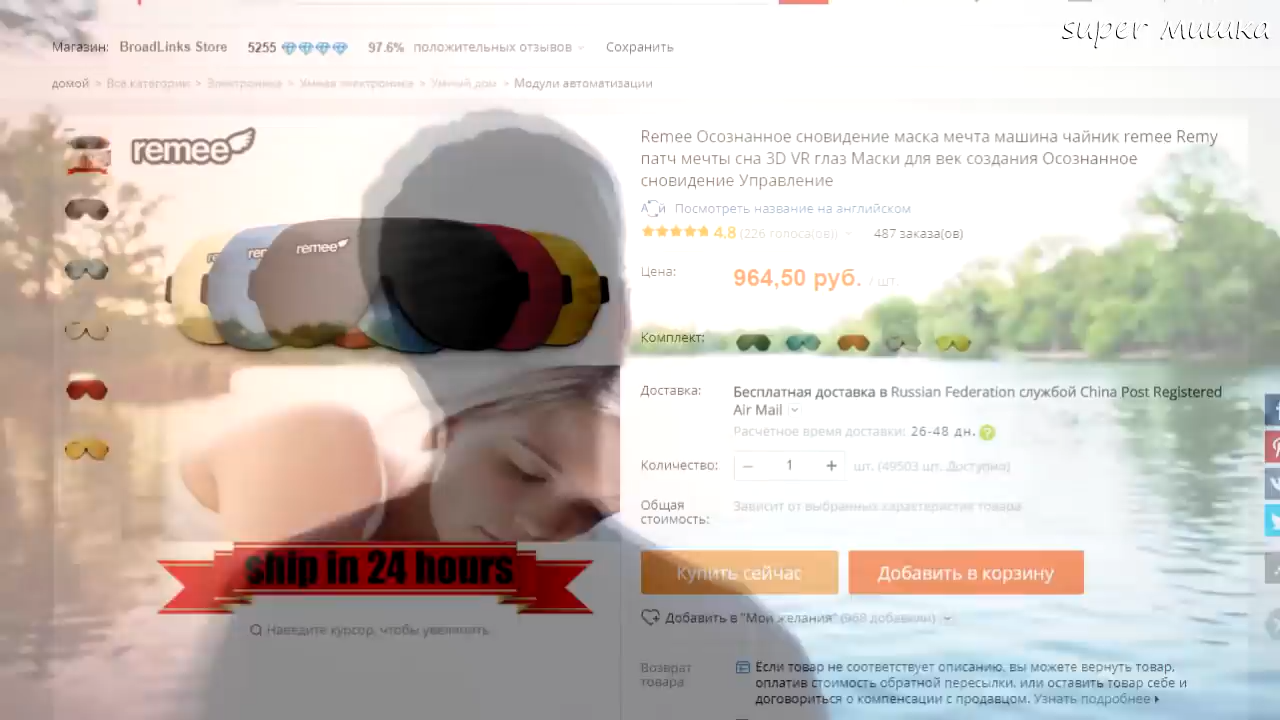 super Мишка
Магазин: BroadLinks Store 5255 97.6% положительных отзывов Сохранить
домой > Все категории > Электроника > Умная электроника > Умный дом > Модули автоматизации
remee
remee
Remee Осознанное сновидение маска мечта машина чайник remee Remy
патч мечты сна 3D VR глаз Маски для век создания Осознанное
сновидение Управление
Посмотреть название на английском
4.8 (226 голоса(ов)) 487 заказа(ов)
Цена: 964,50 руб. / шт.
Комплект:
Доставка: Бесплатная доставка в Russian Federation службой China Post Registered
Air Mail
Расчетное время доставки: 26-48 дн. ?
Количество: − 1 + шт. (49503 шт. Доступно)
Общая
стоимость:
Зависит от выбранных характеристик товара
ship in 24 hours
Купить сейчас Добавить в корзину
Наведите курсор, чтобы увеличить
Добавить в "Мои желания" (968 добавили)
Возврат
товара
Если товар не соответствует описанию, вы можете вернуть товар,
оплатив стоимость обратной пересылки, или оставить товар себе и
договориться о компенсации с продавцом. Узнать подробнее